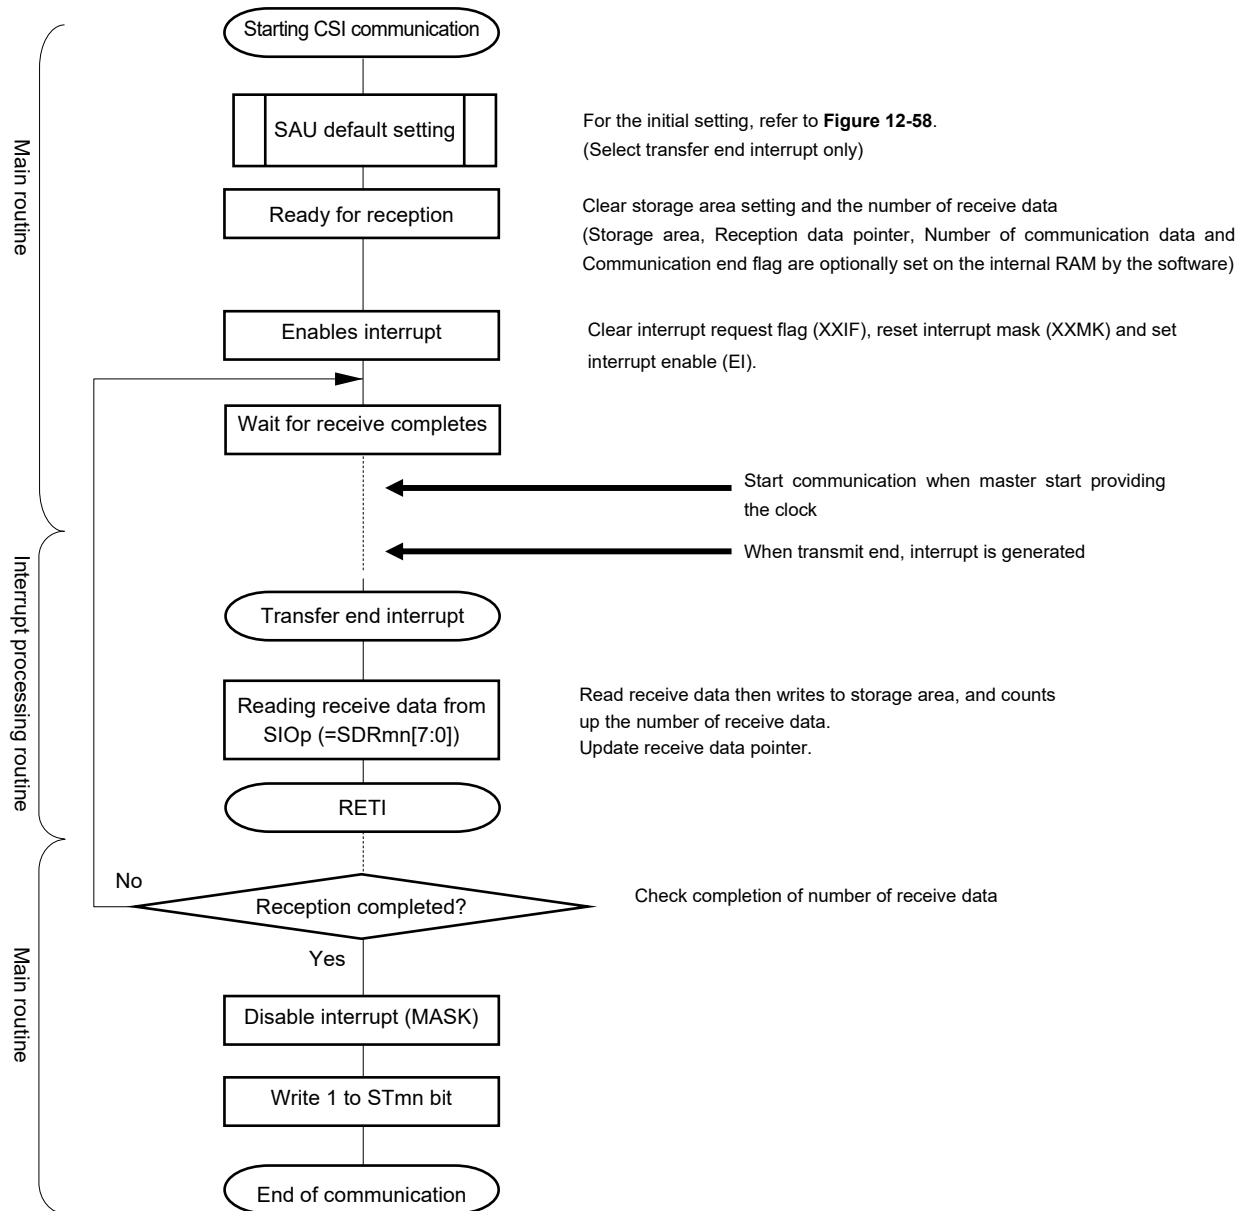 Starting CSI communication
SAU default setting
For the initial setting, refer to Figure 12-58.
(Select transfer end interrupt only)
Main routine
Ready for reception
Clear storage area setting and the number of receive data
(Storage area, Reception data pointer, Number of communication data and
Communication end flag are optionally set on the internal RAM by the software)
Enables interrupt
Clear interrupt request flag (XXIF), reset interrupt mask (XXMK) and set
interrupt enable (EI).
Wait for receive completes
Start communication when master start providing
the clock
When transmit end, interrupt is generated
Interrupt processing routine
Transfer end interrupt
Reading receive data from
SIOp (=SDRmn[7:0])
Read receive data then writes to storage area, and counts
up the number of receive data.
Update receive data pointer.
RETI
No
Reception completed?
Check completion of number of receive data
Yes
Main routine
Disable interrupt (MASK)
Write 1 to STmn bit
End of communication